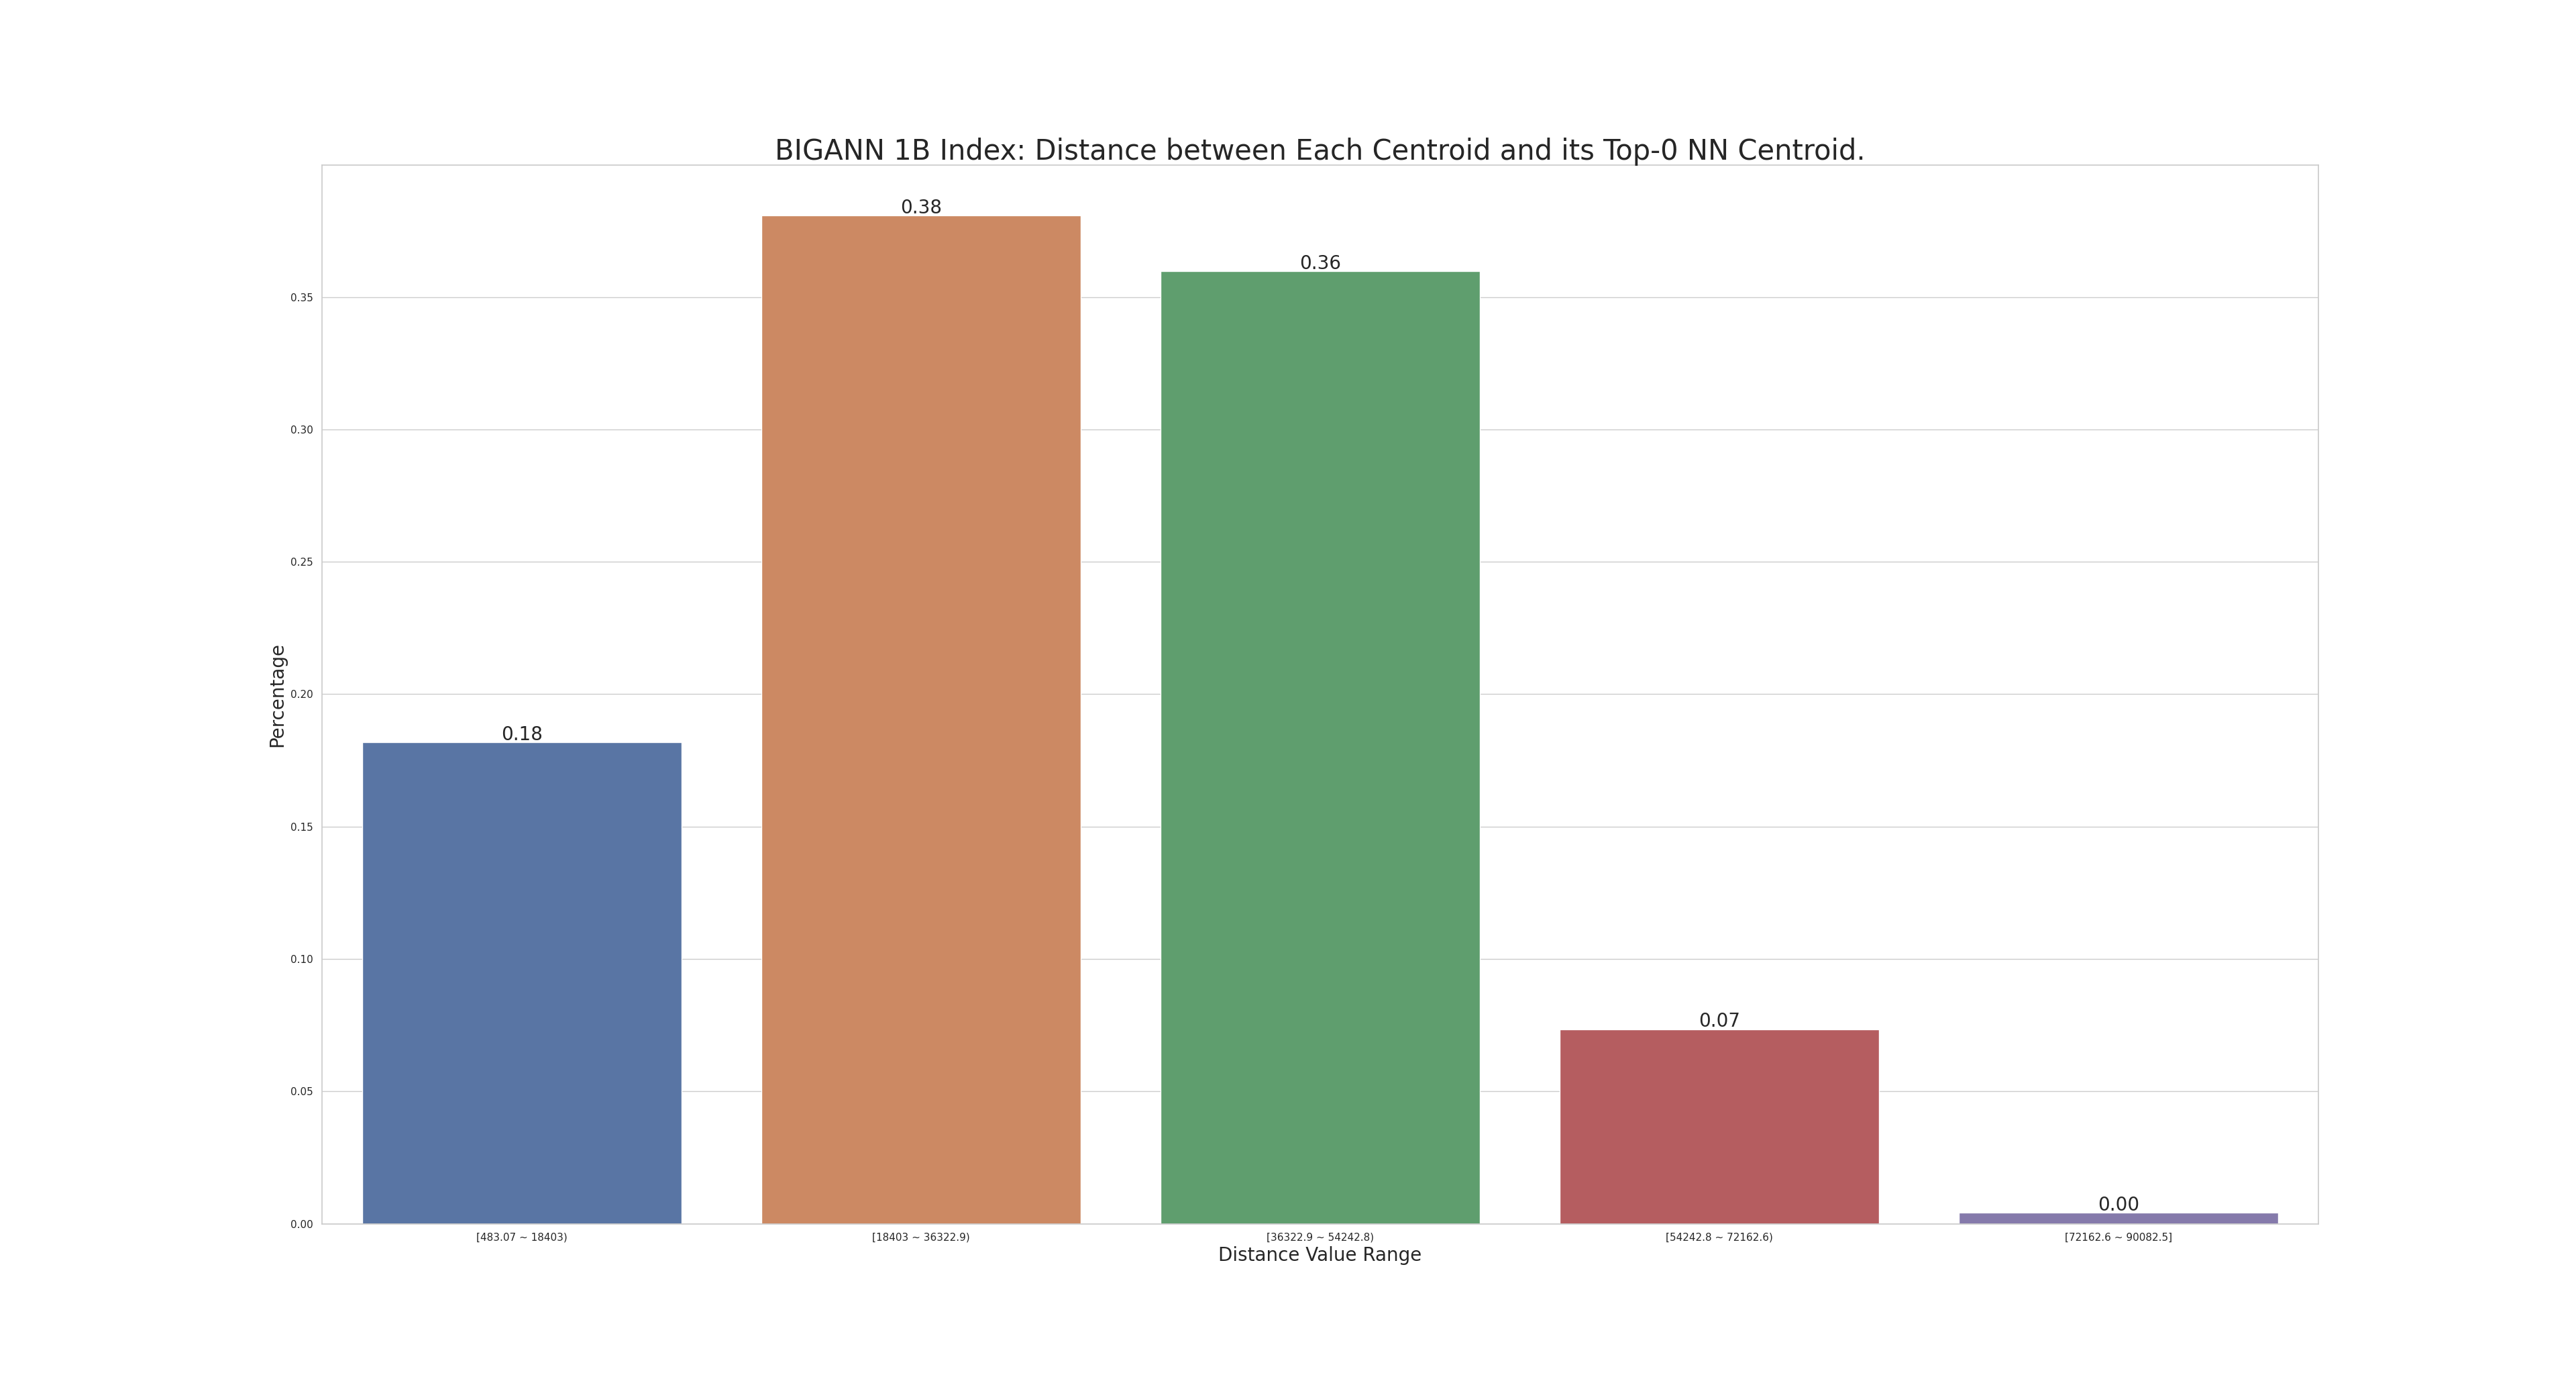 BIGANN 1B Index: Distance between Each Centroid and its Top-0 NN Centroid.
0.38
0.36
0.35
0.30
0.25
0.20
Percentage
0.18
0.15
0.10
0.07
0.05
0.00
0.00
[483.07 ~ 18403)
[18403 ~ 36322.9)
[36322.9 ~ 54242.8)
[54242.8 ~ 72162.6)
[72162.6 ~ 90082.5]
Distance Value Range